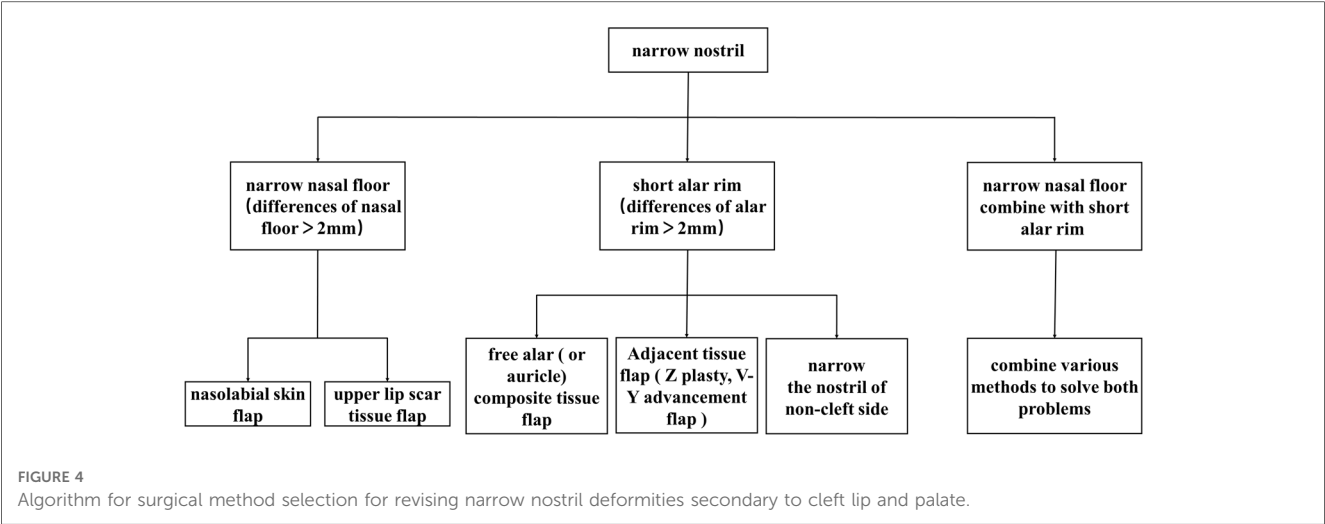 narrow nostril
narrow nasal floor
(differences of nasal
floor > 2mm)
short alar rim
(differences of alar
rim > 2mm)
narrow nasal floor
combine with short
alar rim
nasolabial skin
flap
upper lip scar
tissue flap
free alar ( or
auricle)
composite tissue
flap
Adjacent tissue
flap ( Z plasty, V-
Y advancement
flap )
narrow
the nostril of
non-cleft side
combine various
methods to solve both
problems
FIGURE 4
Algorithm for surgical method selection for revising narrow nostril deformities secondary to cleft lip and palate.